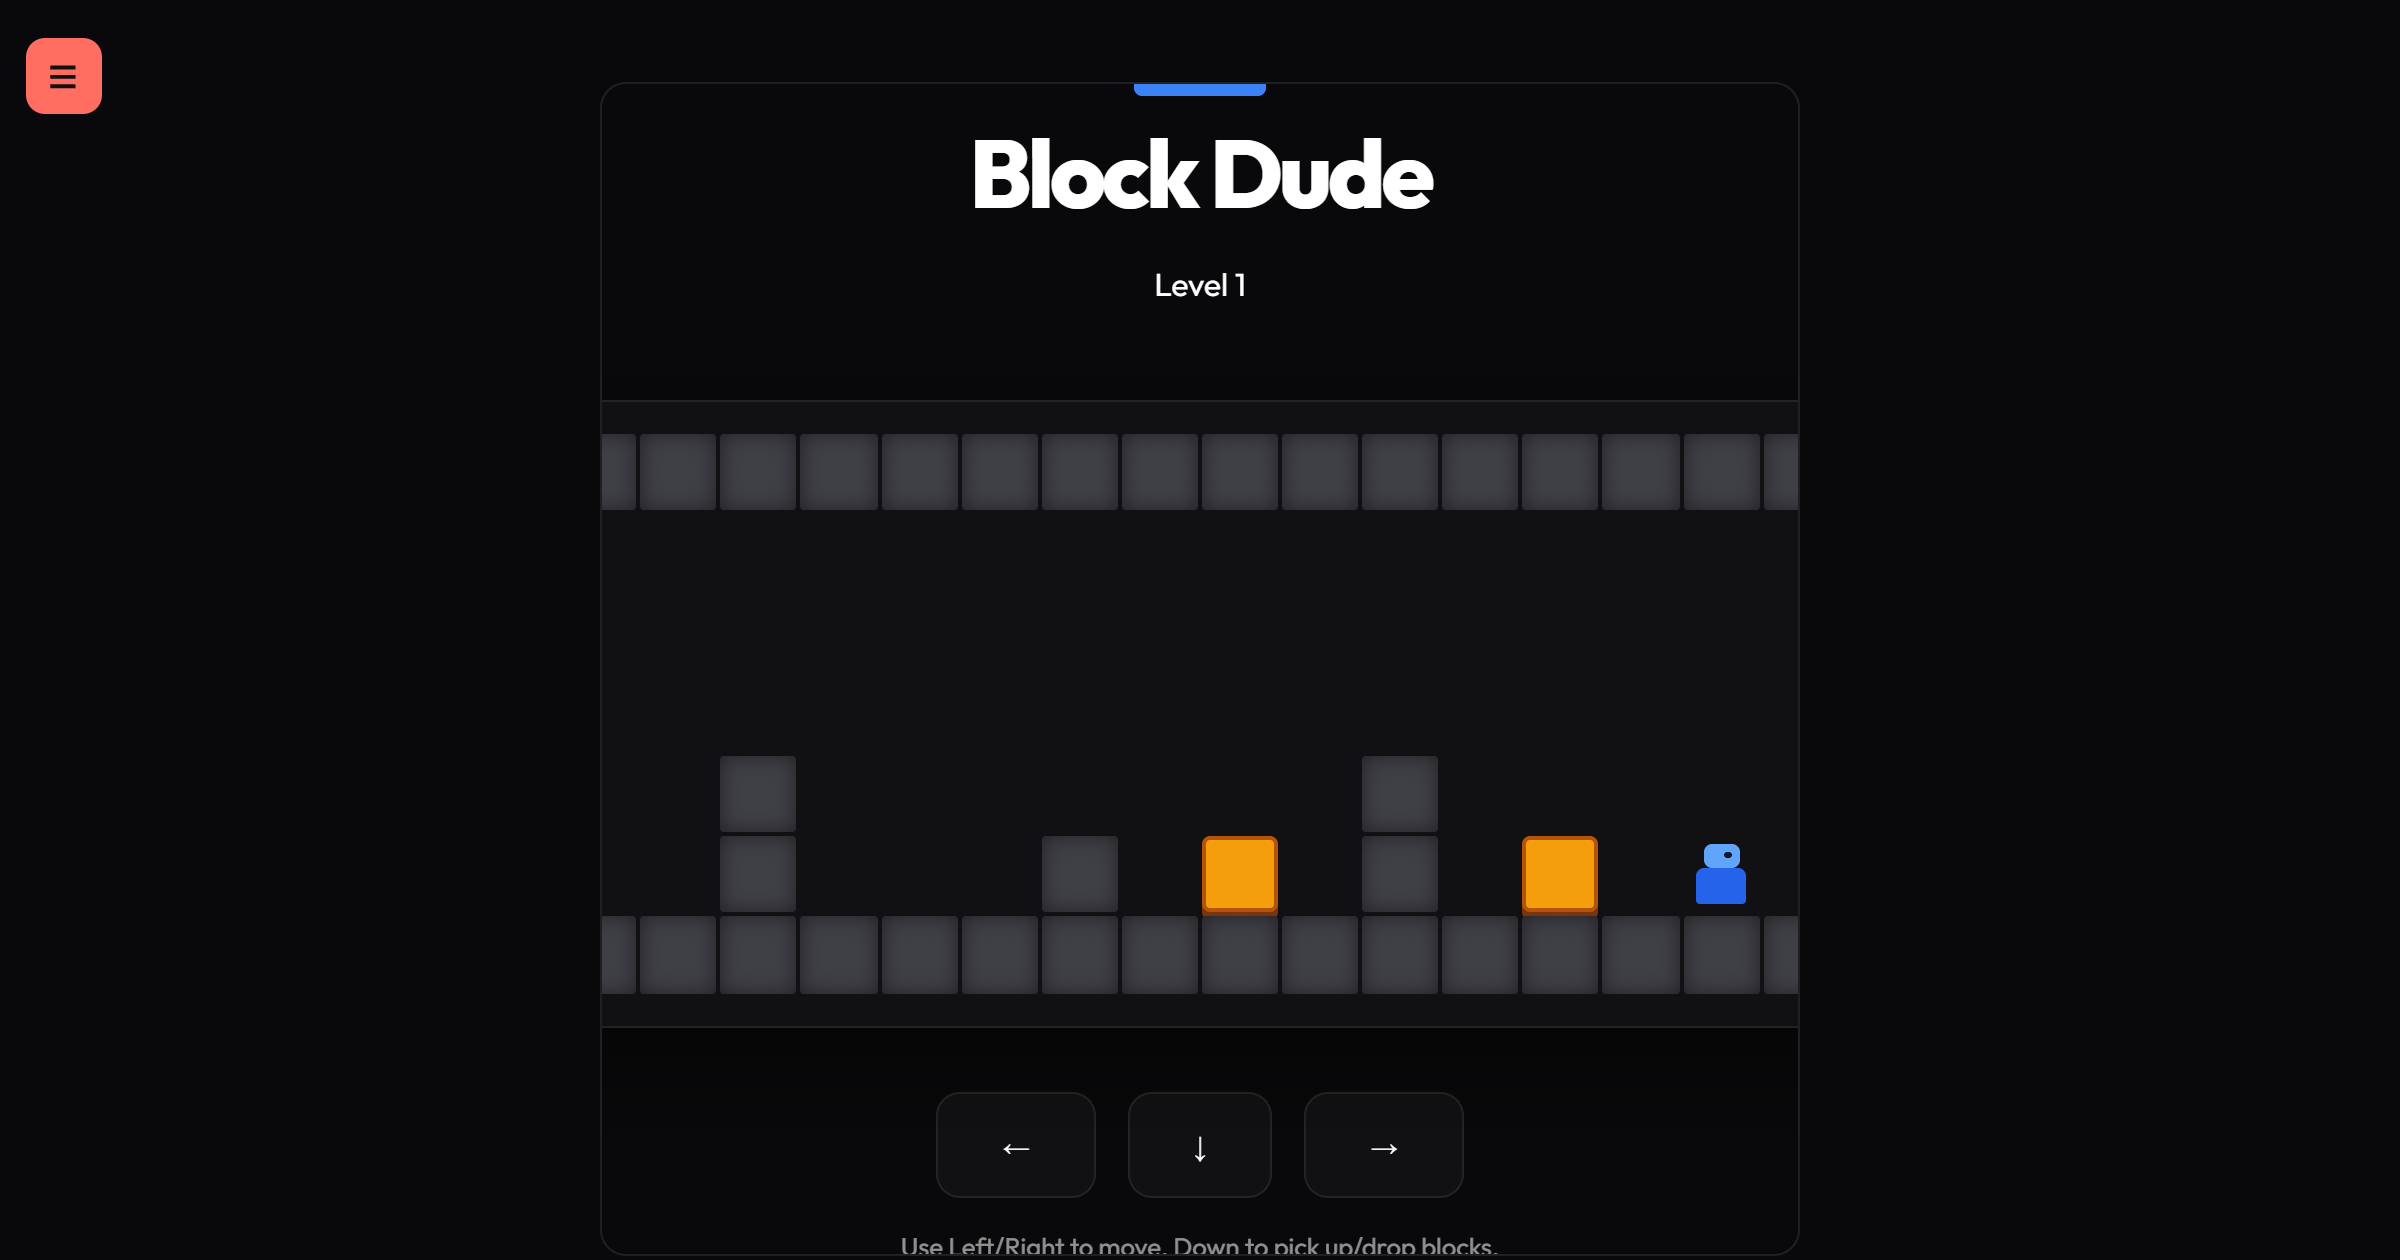 Block Dude
Level 1
← ↓ →
Use Left/Right to move. Down to pick up/drop blocks.